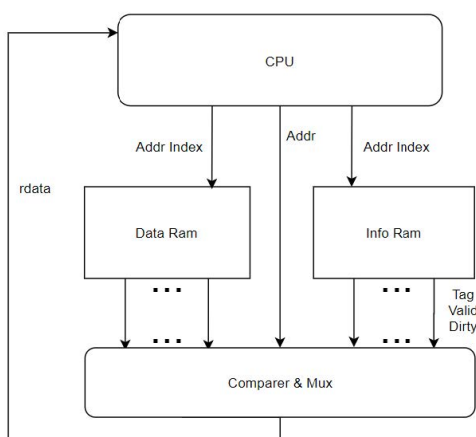 CPU
Addr Index
Addr
Addr Index
rdata
Data Ram
Info Ram
...
...
Tag
Valid
Dirty
...
...
Comparer & Mux